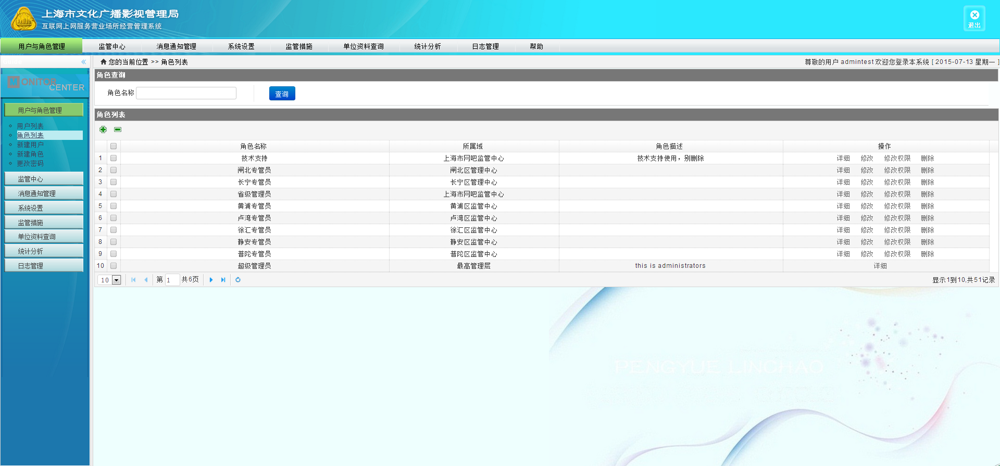 上海市文化广播影视管理局
互联网上网服务营业场所经营管理系统
退出
用户与角色管理 监管中心 消息通知管理 系统设置 监管措施 单位资料查询 统计分析 日志管理 帮助
您的当前位置 >> 角色列表 尊敬的用户 admintest 欢迎您登录本系统 [ 2015-07-13 星期一 ]
MONITOR
CENTER
用户与角色管理
用户列表
角色列表
新建用户
新建角色
更改密码
监管中心
消息通知管理
系统设置
监管措施
单位资料查询
统计分析
日志管理
角色查询
角色名称 查询
角色列表
角色名称 所属域 角色描述 操作
1 技术支持 上海市网吧监管中心 技术支持使用，别删除 详细 修改 修改权限 删除
2 闸北专管员 闸北区管理中心 详细 修改 修改权限 删除
3 长宁专管员 长宁区管理中心 详细 修改 修改权限 删除
4 省级管理员 上海市网吧监管中心 详细 修改 修改权限 删除
5 黄浦专管员 黄浦区监管中心 详细 修改 修改权限 删除
6 卢湾专管员 卢湾区监管中心 详细 修改 修改权限 删除
7 徐汇专管员 徐汇区监管中心 详细 修改 修改权限 删除
8 静安专管员 静安区监管中心 详细 修改 修改权限 删除
9 普陀专管员 普陀区监管中心 详细 修改 修改权限 删除
10 超级管理员 最高管理层 this is administrators 详细
10 第 1 共6页 显示1到10,共51记录
PENGYUE LINCHAO